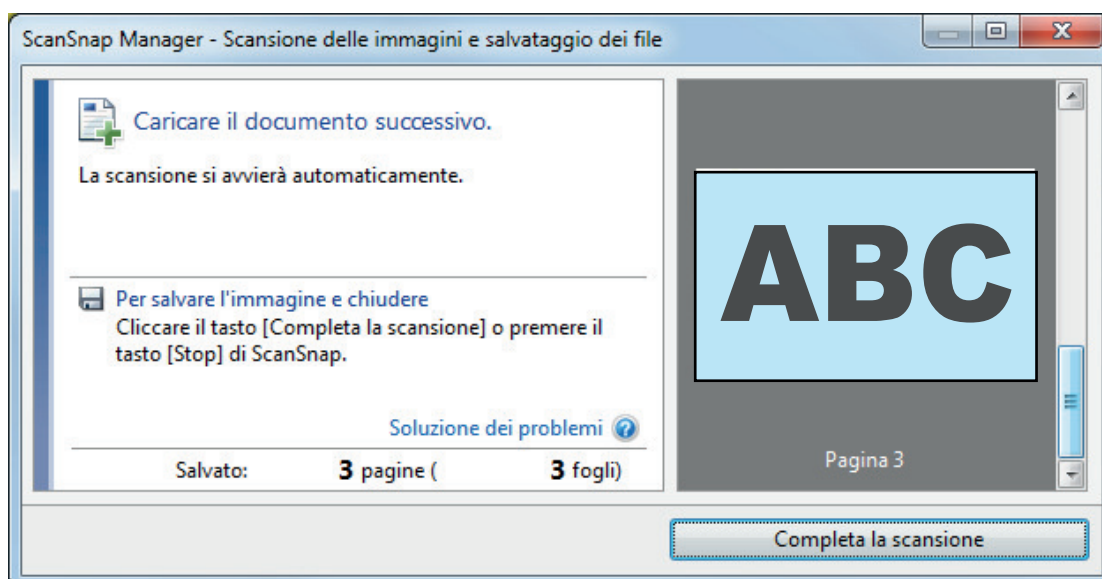 ScanSnap Manager - Scansione delle immagini e salvataggio dei file
Caricare il documento successivo.
La scansione si avvierà automaticamente.
Per salvare l'immagine e chiudere
Cliccare il tasto [Completa la scansione] o premere il
tasto [Stop] di ScanSnap.
Soluzione dei problemi
Salvato: 3 pagine ( 3 fogli)
ABC
Pagina 3
Completa la scansione